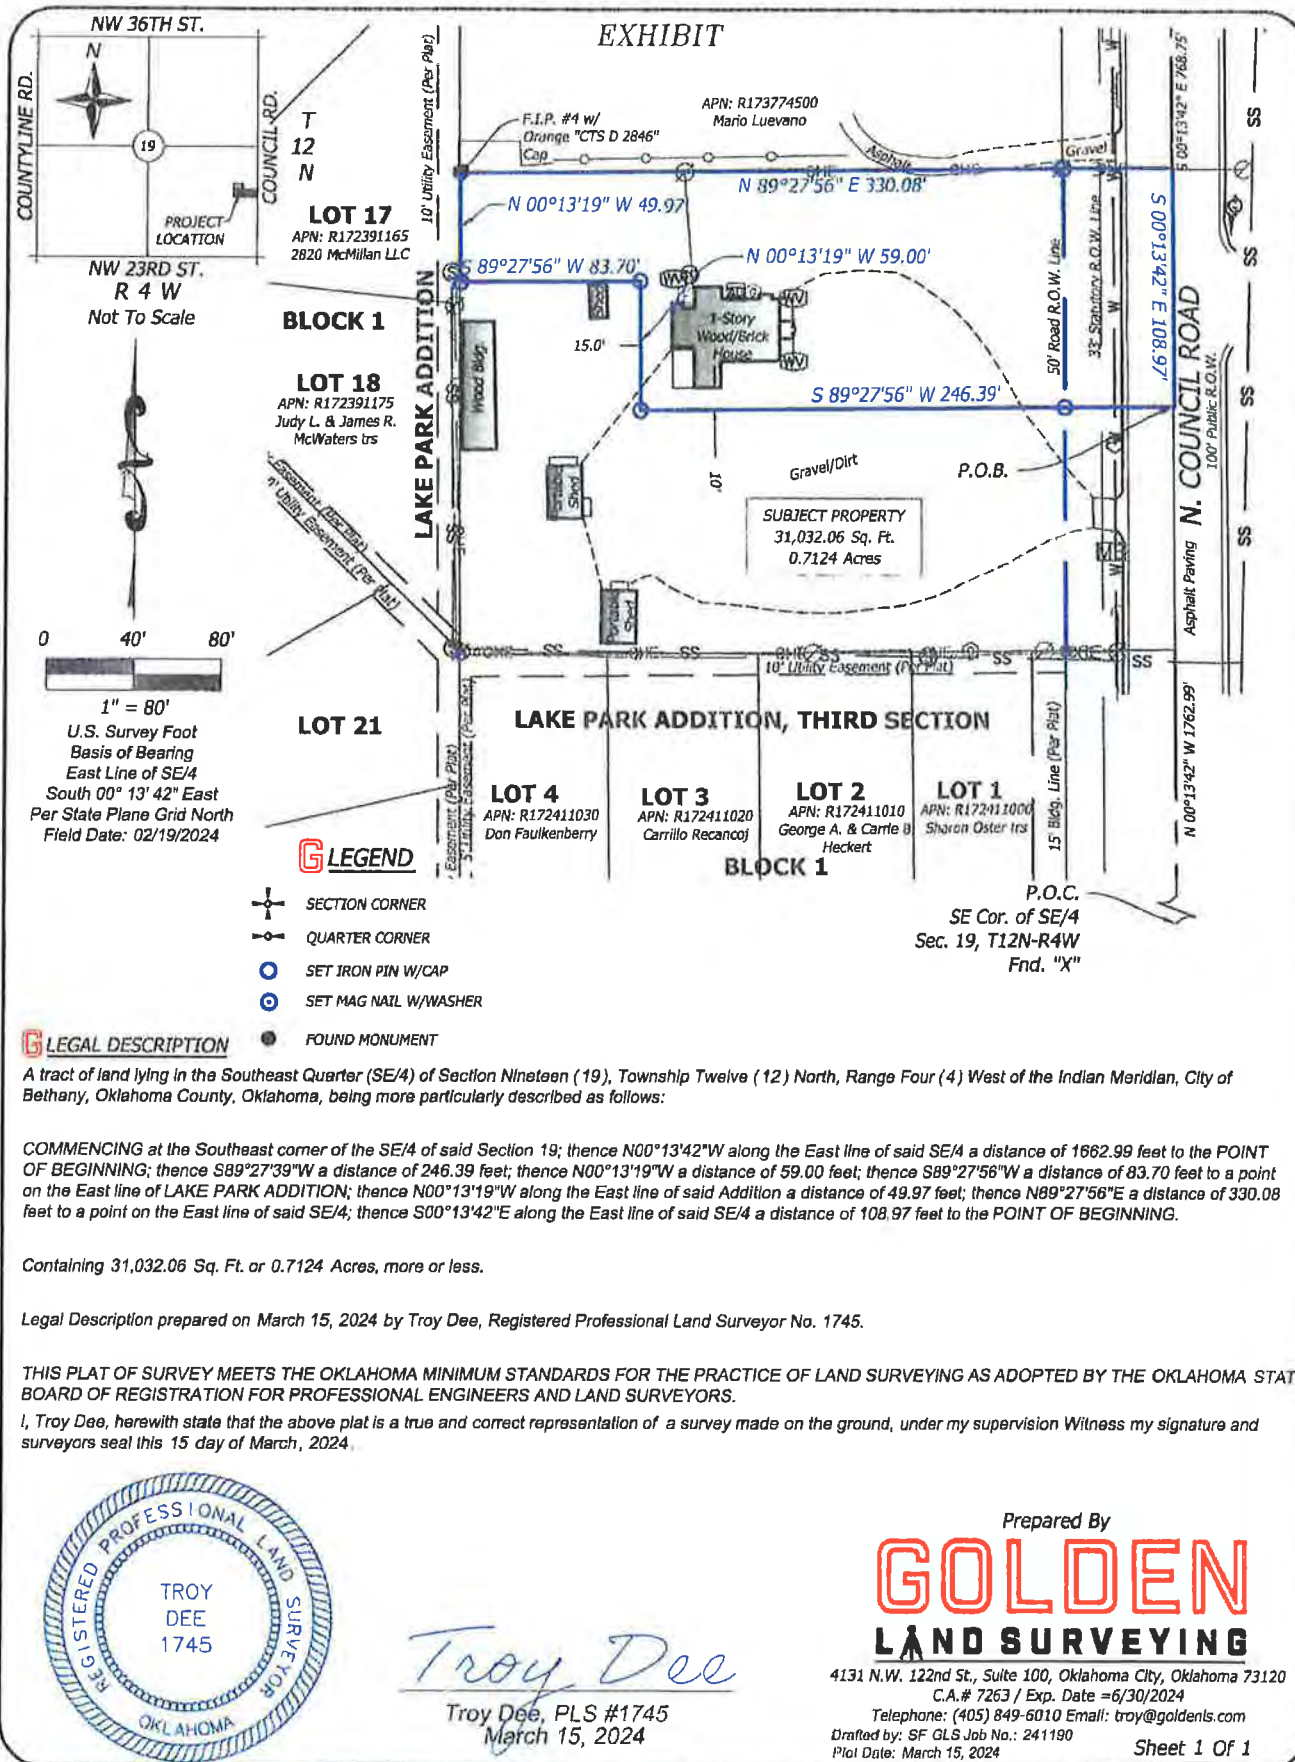 EXHIBIT
NW 36TH ST.
N
COUNTYLINE RD.
19
COUNCIL RD.
T
12
N
PROJECT
LOCATION
NW 23RD ST.
R 4 W
Not To Scale
10' Utility Easement (Per Plat)
F.I.P. #4 w/
Orange "CTS D 2846"
Cap
APN: R173774500
Mario Luevano
Asphalt
Gravel
OHE
N 89°27'56" E 330.08'
S 00°13'42" E 768.75'
SS
LOT 17
APN: R172391165
2820 McMillan LLC
N 00°13'19" W 49.97'
S 89°27'56" W 83.70'
N 00°13'19" W 59.00'
S 00°13'42" E 108.97'
50' Road R.O.W. Line
33' Statutory R.O.W. Line
W
BLOCK 1
LAKE PARK ADDITION
Wood Bldg.
15.0'
1-Story
Wood/Brick
House
WV
WV
S 89°27'56" W 246.39'
N. COUNCIL ROAD
100' Public R.O.W.
Asphalt Paving
LOT 18
APN: R172391175
Judy L. & James R.
McWaters trs
Easement (Per Plat)
Utility Easement (Per Plat)
10'
Gravel/Dirt
P.O.B.
Shed
SUBJECT PROPERTY
31,032.06 Sq. Ft.
0.7124 Acres
MB
Portable
Shed
0 40' 80'
1" = 80'
U.S. Survey Foot
Basis of Bearing
East Line of SE/4
South 00° 13' 42" East
Per State Plane Grid North
Field Date: 02/19/2024
10' Utility Easement (Per Plat)
LOT 21
LAKE PARK ADDITION, THIRD SECTION
Easement (Per Plat)
5' Utility Easement (Per Plat)
LOT 4
APN: R172411030
Don Faulkenberry
LOT 3
APN: R172411020
Carrillo Recancoj
LOT 2
APN: R172411010
George A. & Carrie B
Heckert
LOT 1
APN: R172411000
Sharon Oster trs
BLOCK 1
15' Bldg. Line (Per Plat)
N 00°13'42" W 1762.99'
P.O.C.
SE Cor. of SE/4
Sec. 19, T12N-R4W
Fnd. "X"
G LEGEND
SECTION CORNER
QUARTER CORNER
SET IRON PIN W/CAP
SET MAG NAIL W/WASHER
FOUND MONUMENT
G LEGAL DESCRIPTION
A tract of land lying in the Southeast Quarter (SE/4) of Section Nineteen (19), Township Twelve (12) North, Range Four (4) West of the Indian Meridian, City of
Bethany, Oklahoma County, Oklahoma, being more particularly described as follows:
COMMENCING at the Southeast corner of the SE/4 of said Section 19; thence N00°13'42"W along the East line of said SE/4 a distance of 1662.99 feet to the POINT
OF BEGINNING; thence S89°27'39"W a distance of 246.39 feet; thence N00°13'19"W a distance of 59.00 feet; thence S89°27'56"W a distance of 83.70 feet to a point
on the East line of LAKE PARK ADDITION; thence N00°13'19"W along the East line of said Addition a distance of 49.97 feet; thence N89°27'56"E a distance of 330.08
feet to a point on the East line of said SE/4; thence S00°13'42"E along the East line of said SE/4 a distance of 108.97 feet to the POINT OF BEGINNING.
Containing 31,032.06 Sq. Ft. or 0.7124 Acres, more or less.
Legal Description prepared on March 15, 2024 by Troy Dee, Registered Professional Land Surveyor No. 1745.
THIS PLAT OF SURVEY MEETS THE OKLAHOMA MINIMUM STANDARDS FOR THE PRACTICE OF LAND SURVEYING AS ADOPTED BY THE OKLAHOMA STAT
BOARD OF REGISTRATION FOR PROFESSIONAL ENGINEERS AND LAND SURVEYORS.
I, Troy Dee, herewith state that the above plat is a true and correct representation of a survey made on the ground, under my supervision Witness my signature and
surveyors seal this 15 day of March, 2024
REGISTERED PROFESSIONAL LAND SURVEYOR
TROY
DEE
1745
OKLAHOMA
Troy Dee
Troy Dee, PLS #1745
March 15, 2024
Prepared By
GOLDEN
LAND SURVEYING
4131 N.W. 122nd St., Suite 100, Oklahoma City, Oklahoma 73120
C.A.# 7263 / Exp. Date =6/30/2024
Telephone: (405) 849-6010 Email: troy@goldenls.com
Drafted by: SF GLS Job No.: 241190
Plot Date: March 15, 2024
Sheet 1 Of 1